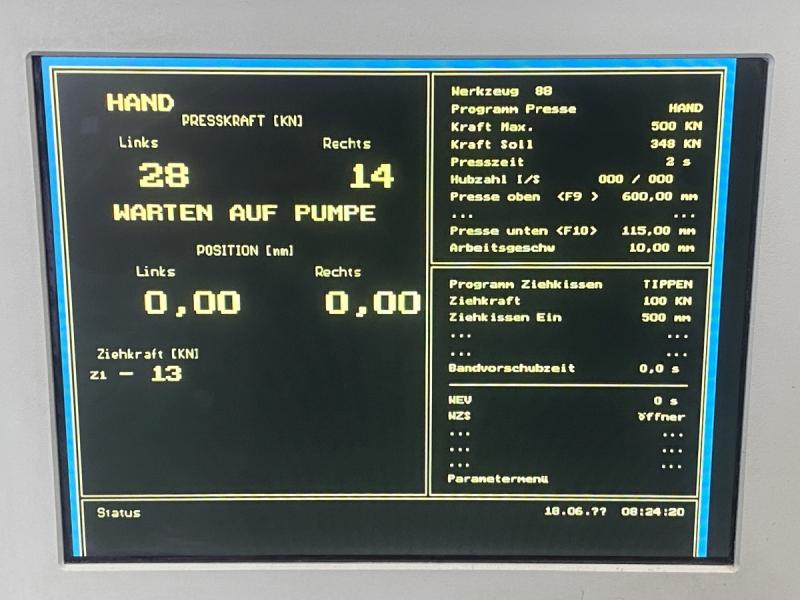 HAND
PRESSKRAFT [KN]
Links Rechts
28 14
WARTEN AUF PUMPE
POSITION [mm]
Links Rechts
0,00 0,00
Ziehkraft [KN]
Z1 - 13
Werkzeug 88
Programm Presse HAND
Kraft Max. 500 KN
Kraft Soll 348 KN
Presszeit 2 s
Hubzahl I/S 000 / 000
Presse oben <F9 > 600,00 mm
... ...
Presse unten <F10> 115,00 mm
Arbeitsgeschw 10,00 mm
Programm Ziehkissen TIPPEN
Ziehkraft 100 KN
Ziehkissen Ein 500 mm
... ...
... ...
Bandvorschubzeit 0,0 s
WEV 0 s
WZS öffner
... ...
... ...
... ...
Parametermenü
Status 18.06.?? 08:24:20